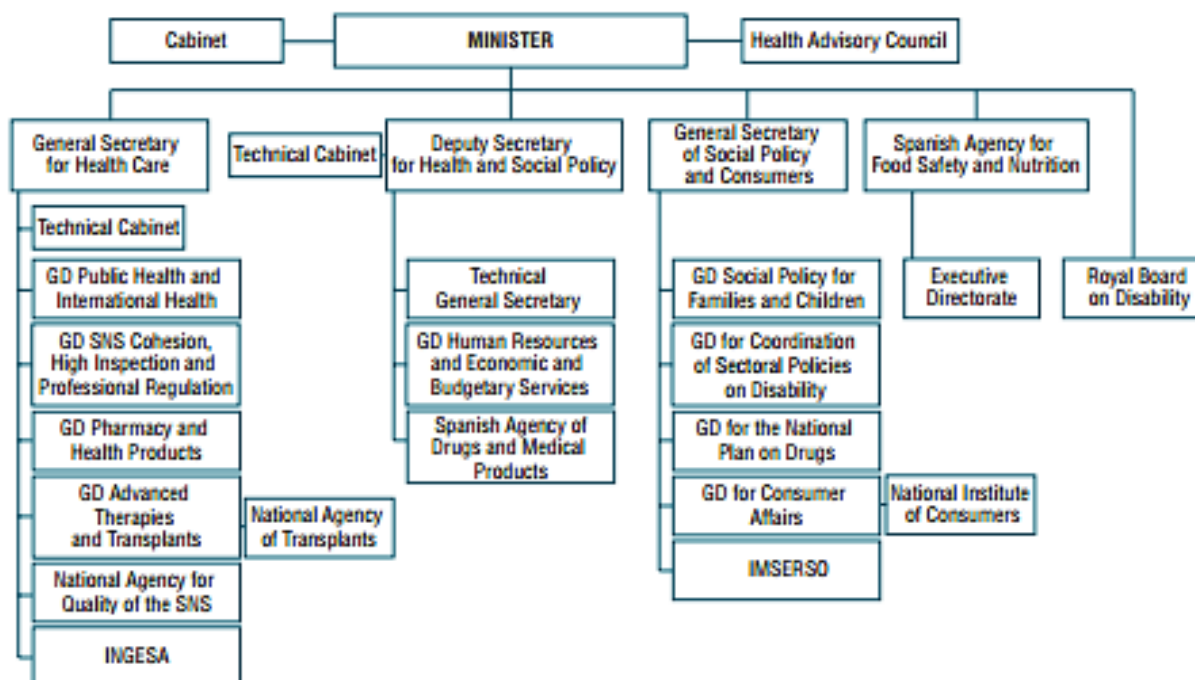 Cabinet
MINISTER
Health Advisory Council
General Secretary
for Health Care
Technical Cabinet
Deputy Secretary
for Health and Social Policy
General Secretary
of Social Policy
and Consumers
Spanish Agency for
Food Safety and Nutrition
Technical Cabinet
GD Public Health and
International Health
GD SNS Cohesion,
High Inspection and
Professional Regulation
GD Pharmacy and
Health Products
GD Advanced
Therapies
and Transplants
National Agency
of Transplants
National Agency for
Quality of the SNS
INGESA
Technical
General Secretary
GD Human Resources
and Economic and
Budgetary Services
Spanish Agency of
Drugs and Medical
Products
GD Social Policy for
Families and Children
GD for Coordination
of Sectoral Policies
on Disability
GD for the National
Plan on Drugs
GD for Consumer
Affairs
National Institute
of Consumers
IMSERSO
Executive
Directorate
Royal Board
on Disability